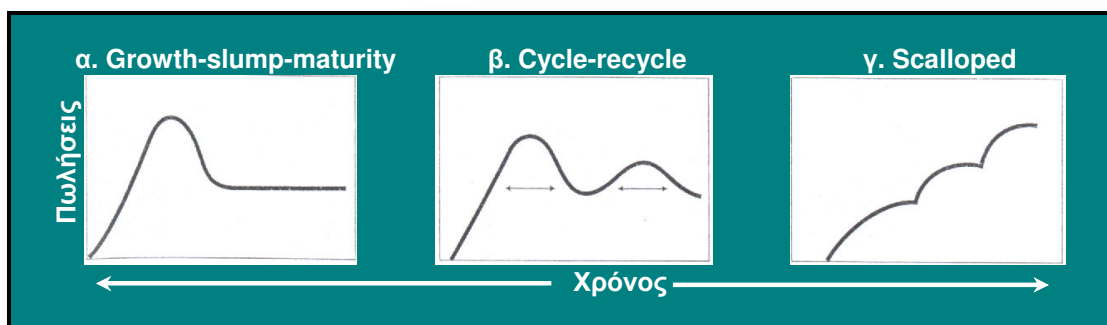 α. Growth-slump-maturity
β. Cycle-recycle
γ. Scalloped
Πωλήσεις
Χρόνος